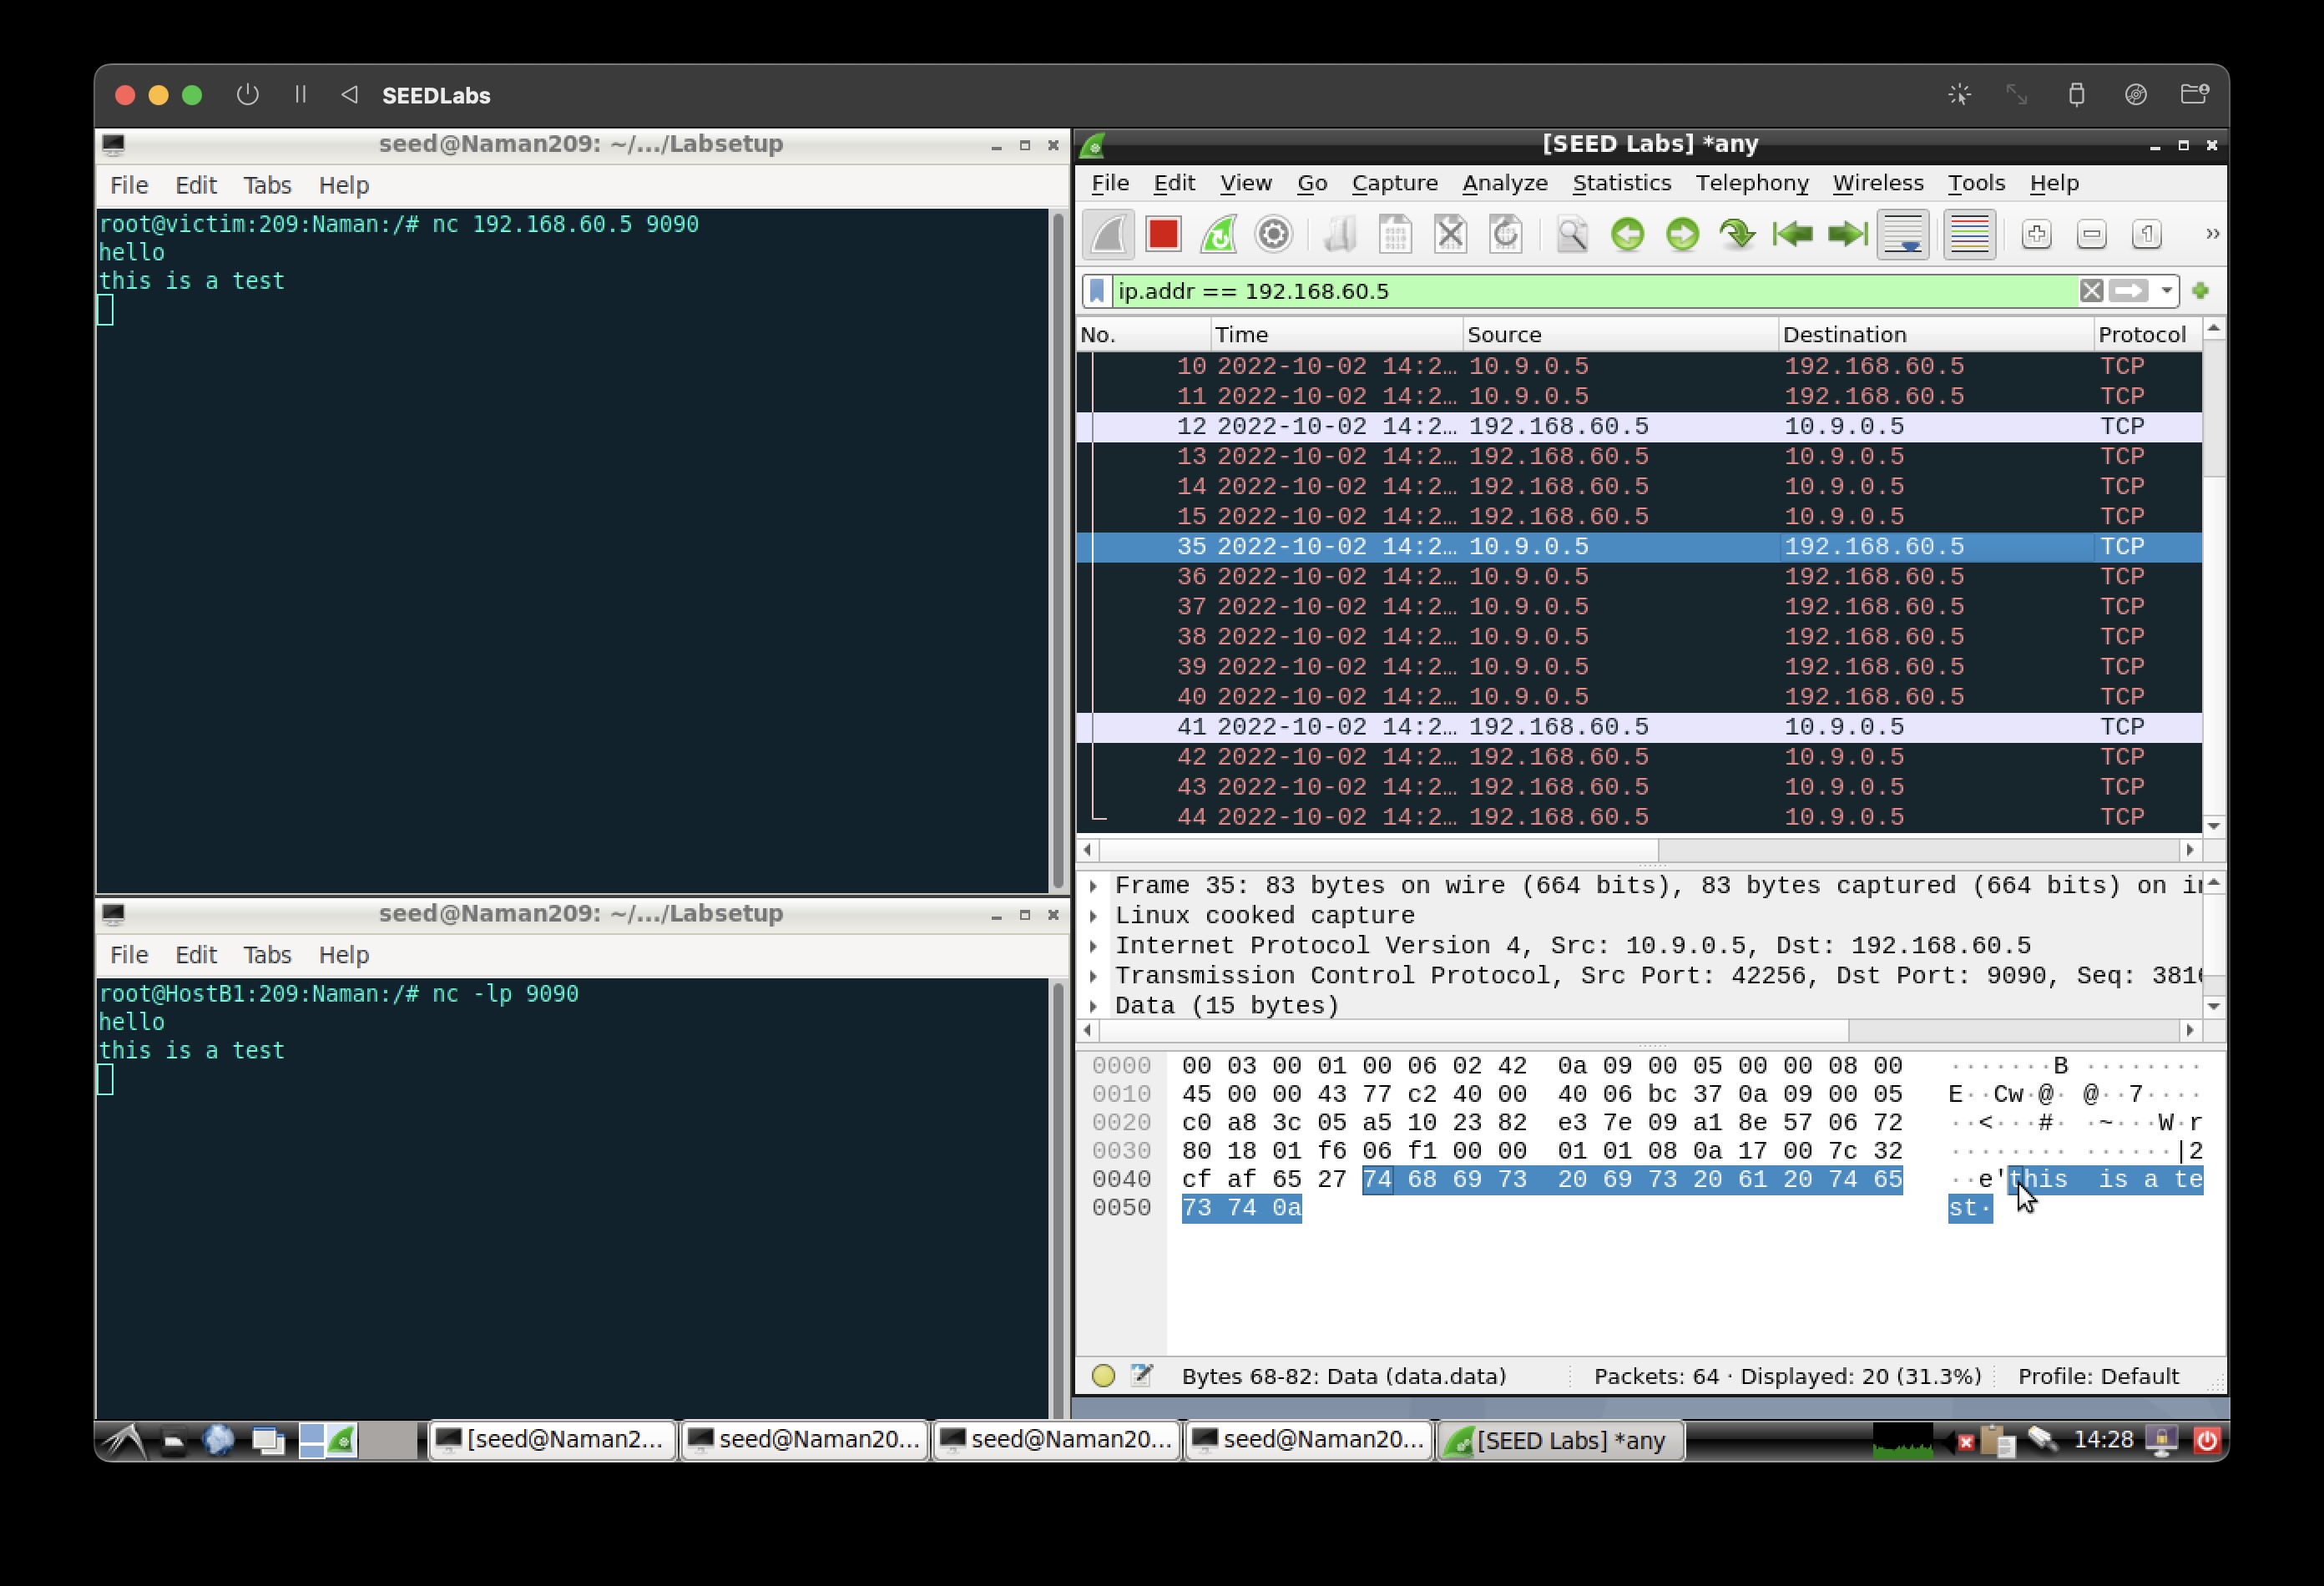 SEEDLabs
seed@Naman209: ~/.../Labsetup
File Edit Tabs Help
root@victim:209:Naman:/# nc 192.168.60.5 9090
hello
this is a test
seed@Naman209: ~/.../Labsetup
File Edit Tabs Help
root@HostB1:209:Naman:/# nc -lp 9090
hello
this is a test
[SEED Labs] *any
File Edit View Go Capture Analyze Statistics Telephony Wireless Tools Help
ip.addr == 192.168.60.5
No. Time Source Destination Protocol
10 2022-10-02 14:2… 10.9.0.5 192.168.60.5 TCP
11 2022-10-02 14:2… 10.9.0.5 192.168.60.5 TCP
12 2022-10-02 14:2… 192.168.60.5 10.9.0.5 TCP
13 2022-10-02 14:2… 192.168.60.5 10.9.0.5 TCP
14 2022-10-02 14:2… 192.168.60.5 10.9.0.5 TCP
15 2022-10-02 14:2… 192.168.60.5 10.9.0.5 TCP
35 2022-10-02 14:2… 10.9.0.5 192.168.60.5 TCP
36 2022-10-02 14:2… 10.9.0.5 192.168.60.5 TCP
37 2022-10-02 14:2… 10.9.0.5 192.168.60.5 TCP
38 2022-10-02 14:2… 10.9.0.5 192.168.60.5 TCP
39 2022-10-02 14:2… 10.9.0.5 192.168.60.5 TCP
40 2022-10-02 14:2… 10.9.0.5 192.168.60.5 TCP
41 2022-10-02 14:2… 192.168.60.5 10.9.0.5 TCP
42 2022-10-02 14:2… 192.168.60.5 10.9.0.5 TCP
43 2022-10-02 14:2… 192.168.60.5 10.9.0.5 TCP
44 2022-10-02 14:2… 192.168.60.5 10.9.0.5 TCP
Frame 35: 83 bytes on wire (664 bits), 83 bytes captured (664 bits) on
Linux cooked capture
Internet Protocol Version 4, Src: 10.9.0.5, Dst: 192.168.60.5
Transmission Control Protocol, Src Port: 42256, Dst Port: 9090, Seq: 381
Data (15 bytes)
0000 00 03 00 01 00 06 02 42 0a 09 00 05 00 00 08 00 ·······B ········
0010 45 00 00 43 77 c2 40 00 40 06 bc 37 0a 09 00 05 E··Cw·@· @··7····
0020 c0 a8 3c 05 a5 10 23 82 e3 7e 09 a1 8e 57 06 72 ··<···#· ·~···W·r
0030 80 18 01 f6 06 f1 00 00 01 01 08 0a 17 00 7c 32 ········ ······|2
0040 cf af 65 27 74 68 69 73 20 69 73 20 61 20 74 65 ··e'this is a te
0050 73 74 0a st·
Bytes 68-82: Data (data.data) Packets: 64 · Displayed: 20 (31.3%) Profile: Default
[seed@Naman2... seed@Naman20... seed@Naman20... seed@Naman20... [SEED Labs] *any 14:28